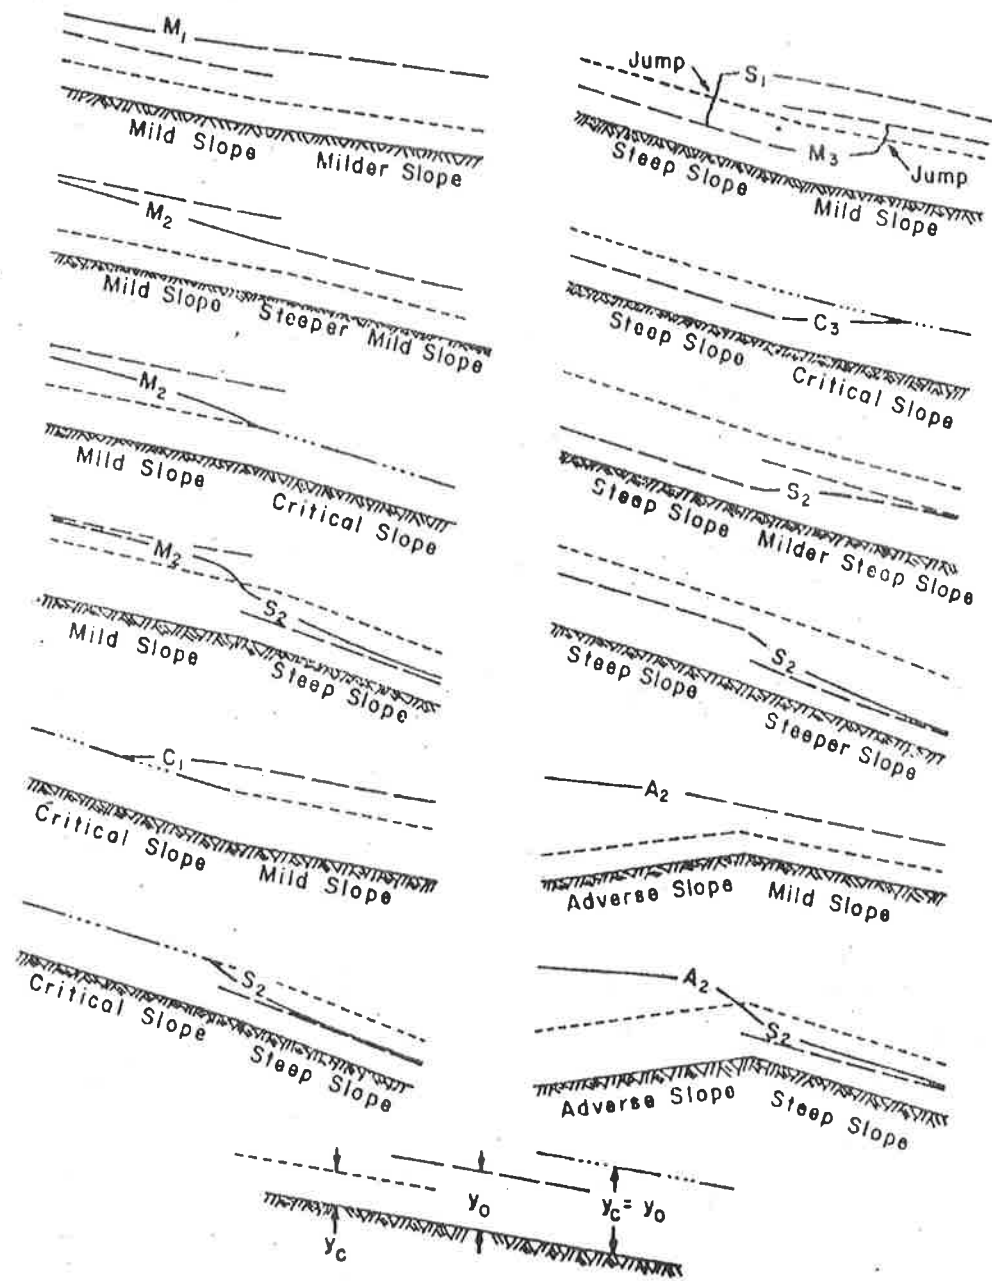 M1
Mild Slope
Milder Slope
M2
Mild Slope
Steeper Mild Slope
M2
Mild Slope
Critical Slope
M2
S2
Mild Slope
Steep Slope
C1
Critical Slope
Mild Slope
S2
Critical Slope
Steep Slope
Jump
S1
M3
Jump
Steep Slope
Mild Slope
C3
Steep Slope
Critical Slope
S2
Steep Slope
Milder Steep Slope
S2
Steep Slope
Steeper Slope
A2
Adverse Slope
Mild Slope
A2
S2
Adverse Slope
Steep Slope
yc
yo
yc = yo